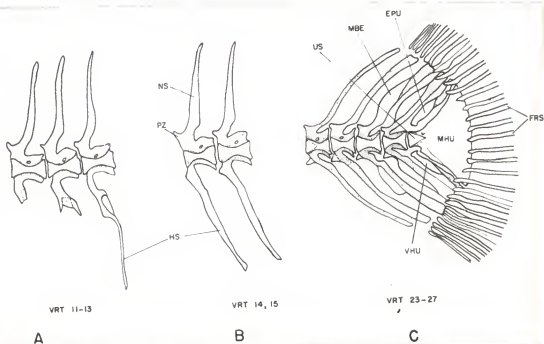 EPU
MBE
US
NS
FRS
PZ
MHU
HS
VHU
VRT 11-13
VRT 14, 15
VRT 23-27
A
B
C